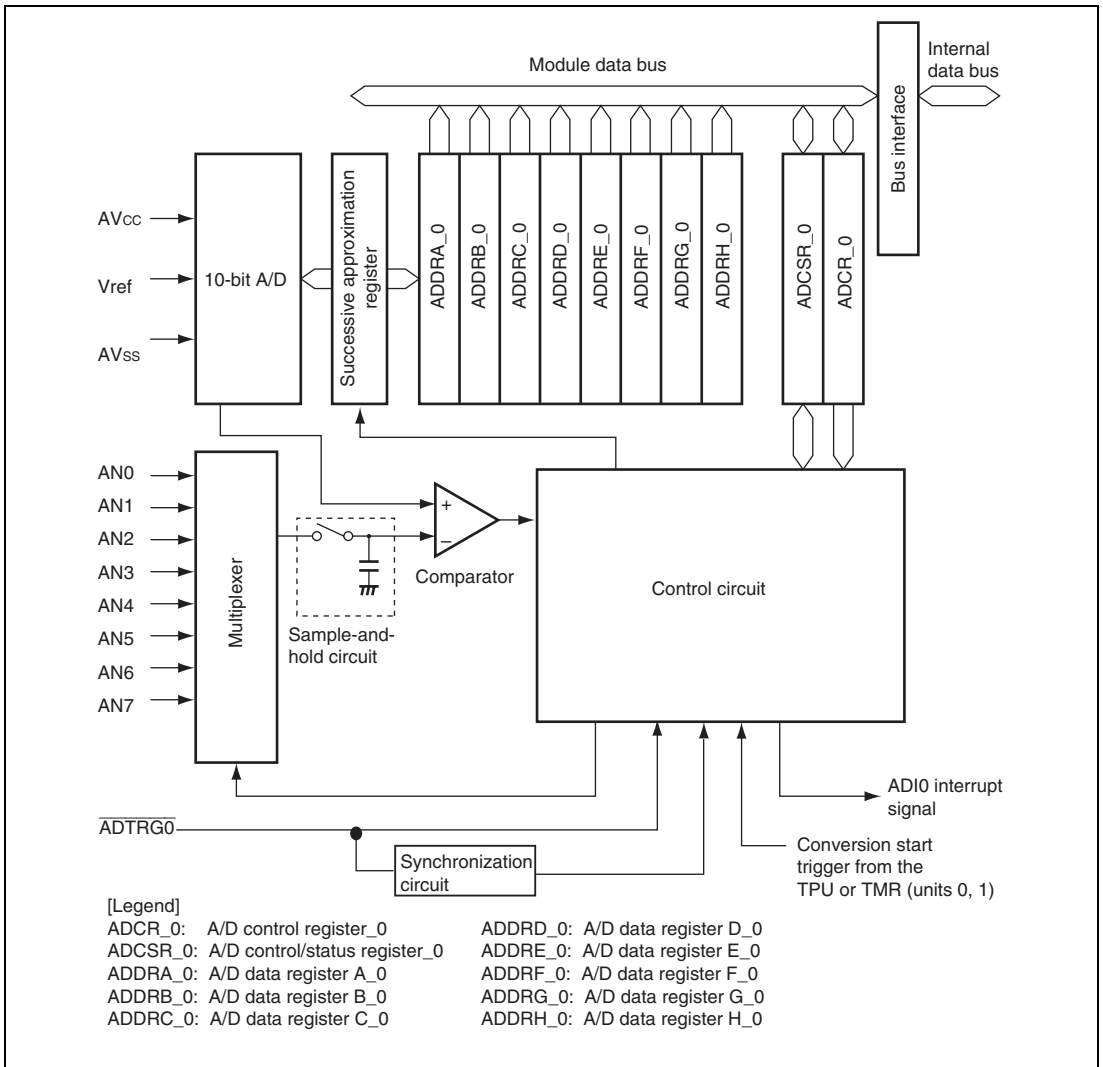 Module data bus
Internal
data bus
Bus interface
AVcc
Vref
AVss
10-bit A/D
Successive approximation
register
ADDRA_0
ADDRB_0
ADDRC_0
ADDRD_0
ADDRE_0
ADDRF_0
ADDRG_0
ADDRH_0
ADCSR_0
ADCR_0
AN0
AN1
AN2
AN3
AN4
AN5
AN6
AN7
Multiplexer
+
–
Comparator
Sample-and-
hold circuit
Control circuit
ADI0 interrupt
signal
ADTRG0
Synchronization
circuit
Conversion start
trigger from the
TPU or TMR (units 0, 1)
[Legend]
ADCR_0: A/D control register_0
ADCSR_0: A/D control/status register_0
ADDRA_0: A/D data register A_0
ADDRB_0: A/D data register B_0
ADDRC_0: A/D data register C_0
ADDRD_0: A/D data register D_0
ADDRE_0: A/D data register E_0
ADDRF_0: A/D data register F_0
ADDRG_0: A/D data register G_0
ADDRH_0: A/D data register H_0